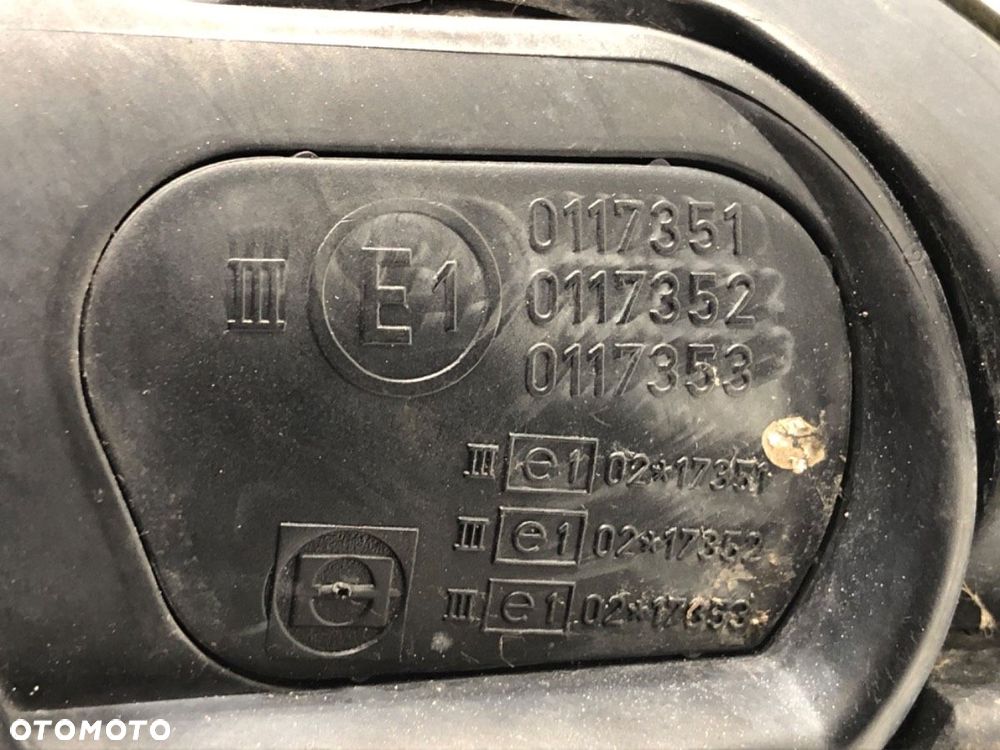 III E1 0117351
0117352
0117353
III e1 02*17351
III e1 02*17352
III e1 02*17353
OTOMOTO